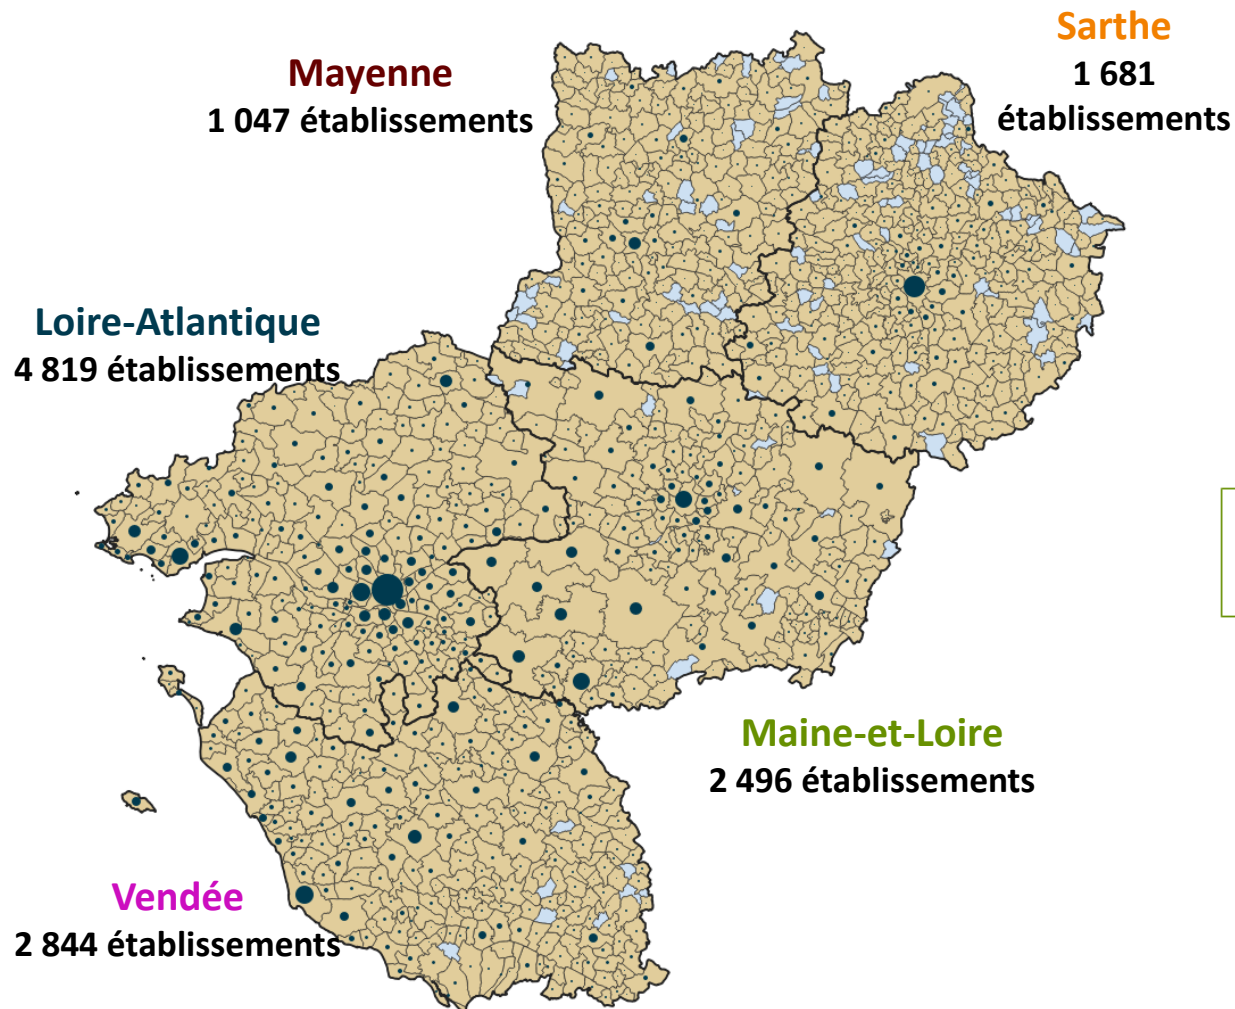 Sarthe
1 681
établissements
Mayenne
1 047 établissements
Loire-Atlantique
4 819 établissements
Maine-et-Loire
2 496 établissements
Vendée
2 844 établissements